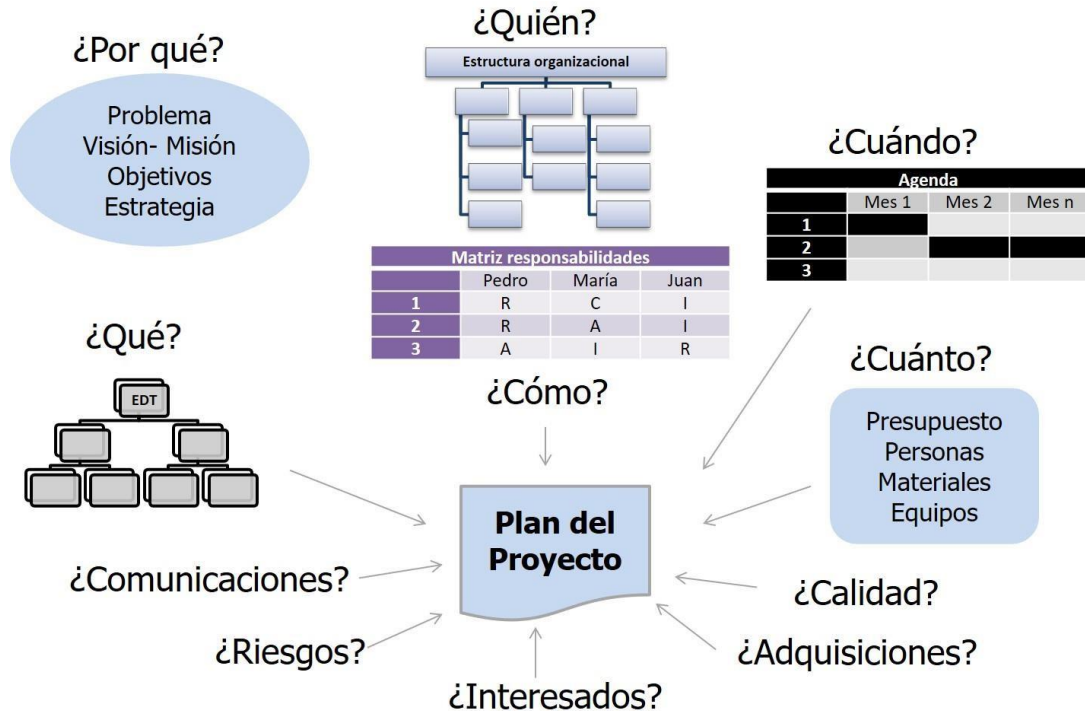 ¿Por qué?
Problema
Visión- Misión
Objetivos
Estrategia
¿Quién?
Estructura organizacional
Matriz responsabilidades
Pedro María Juan
1 R C I
2 R A I
3 A I R
¿Cuándo?
Agenda
Mes 1 Mes 2 Mes n
1
2
3
¿Qué?
EDT
¿Cómo?
¿Cuánto?
Presupuesto
Personas
Materiales
Equipos
Plan del
Proyecto
¿Comunicaciones?
¿Riesgos?
¿Interesados?
¿Calidad?
¿Adquisiciones?